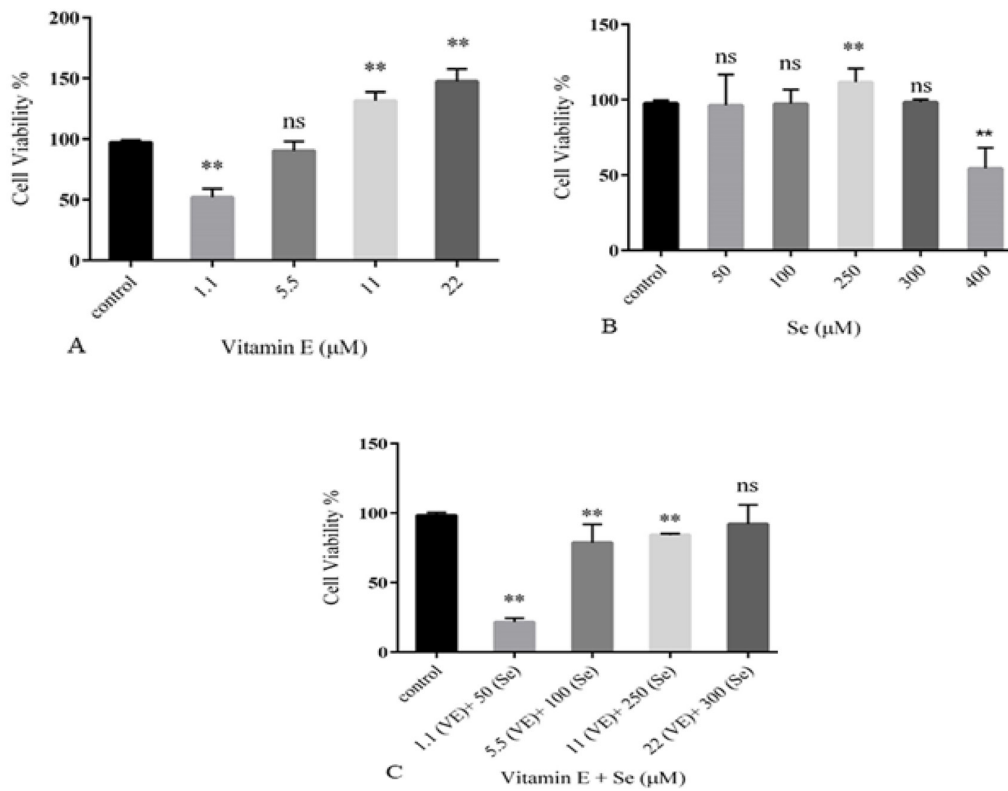 200
150
100
50
0
Cell Viability %
**
ns
**
**
control
1.1
5.5
11
22
A
Vitamin E (μM)
150
100
50
0
Cell Viability %
ns
ns
**
ns
**
control
50
100
250
300
400
B
Se (μM)
150
100
50
0
Cell Viability %
**
**
**
ns
control
1.1 (VE)+ 50 (Se)
5.5 (VE)+ 100 (Se)
11 (VE)+ 250 (Se)
22 (VE)+ 300 (Se)
C
Vitamin E + Se (μM)